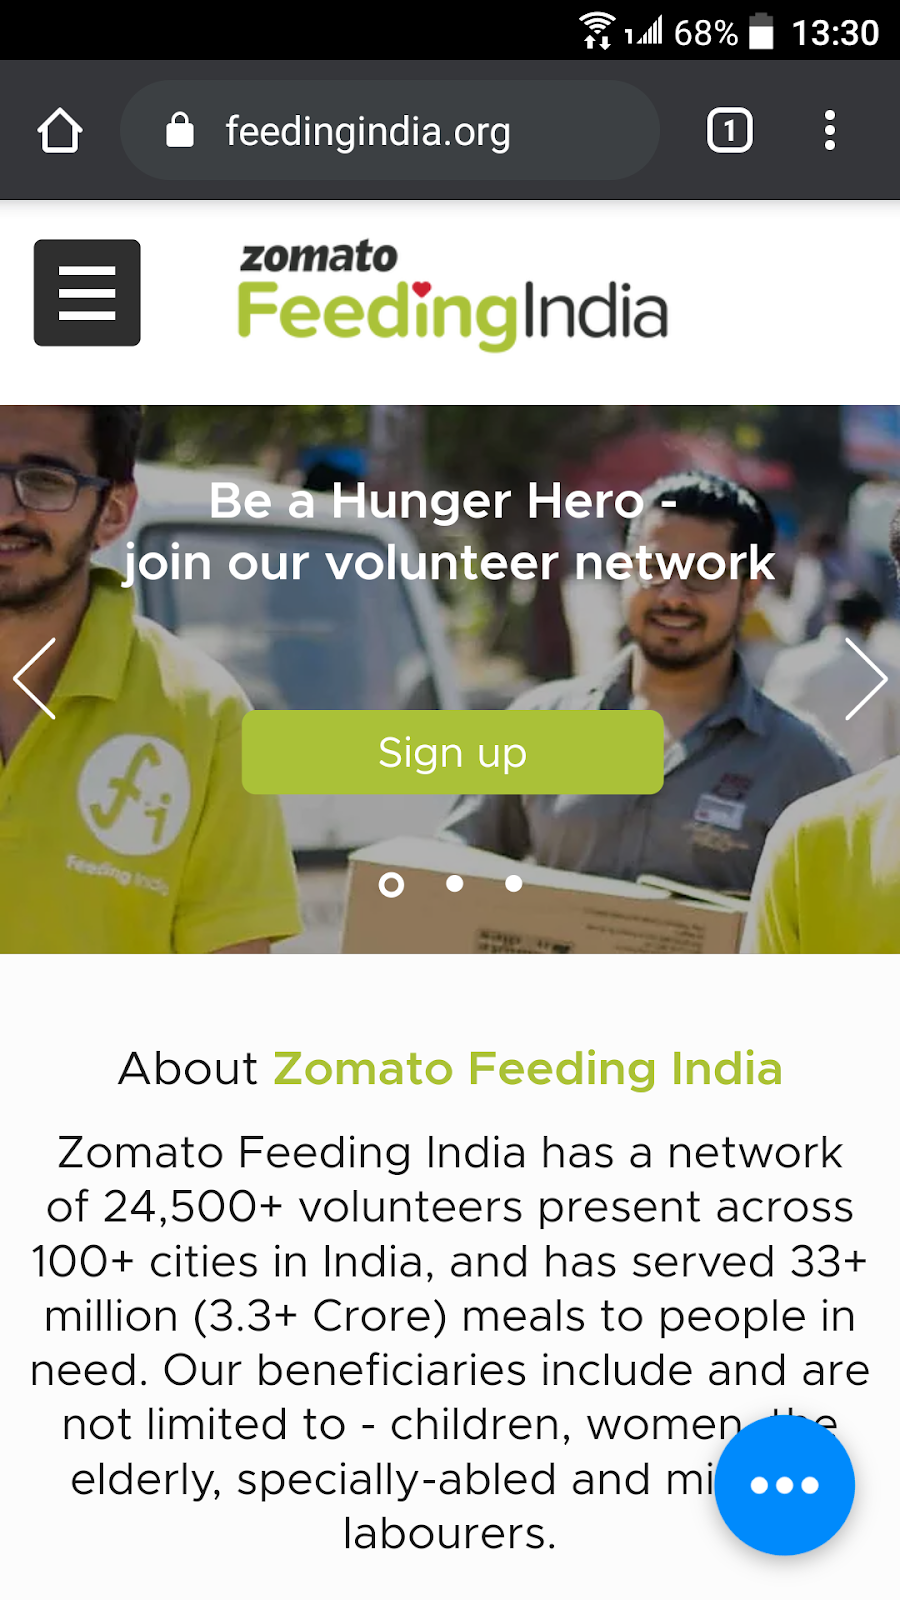 68% 13:30
feedingindia.org
1
zomato
FeedingIndia
Be a Hunger Hero -
join our volunteer network
Sign up
fi
Feeding India
About Zomato Feeding India
Zomato Feeding India has a network
of 24,500+ volunteers present across
100+ cities in India, and has served 33+
million (3.3+ Crore) meals to people in
need. Our beneficiaries include and are
not limited to - children, women, the
elderly, specially-abled and mi
labourers.